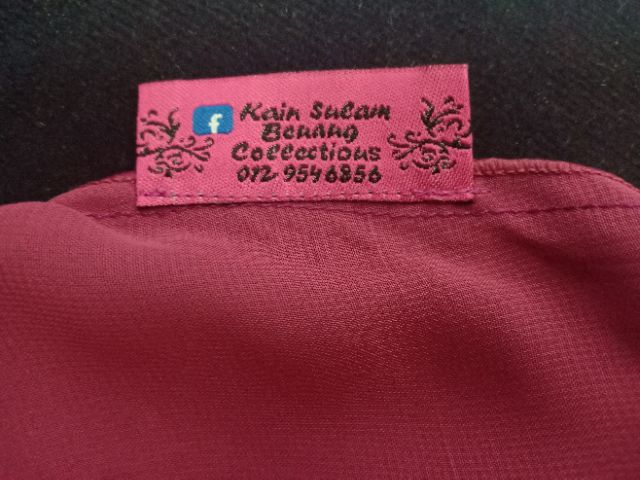 f Kain Sulam
Benang
Collections
012 9546856